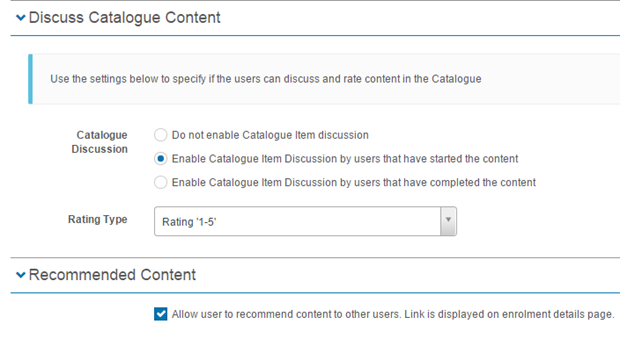 Discuss Catalogue Content
Use the settings below to specify if the users can discuss and rate content in the Catalogue
Catalogue
Discussion
Do not enable Catalogue Item discussion
Enable Catalogue Item Discussion by users that have started the content
Enable Catalogue Item Discussion by users that have completed the content
Rating Type
Rating '1-5'
Recommended Content
Allow user to recommend content to other users. Link is displayed on enrolment details page.